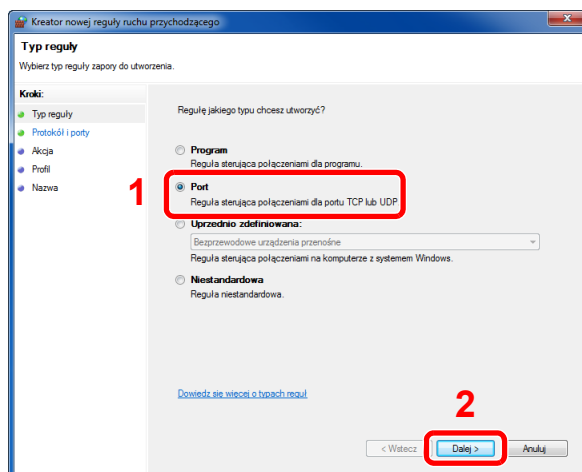 Kreator nowej reguły ruchu przychodzącego
Typ reguły
Wybierz typ reguły zapory do utworzenia.
Kroki:
Typ reguły
Protokół i porty
Akcja
Profil
Nazwa
Regułę jakiego typu chcesz utworzyć?
Program
Reguła sterująca połączeniami dla programu.
1
Port
Reguła sterująca połączeniami dla portu TCP lub UDP
Uprzednio zdefiniowana:
Bezprzewodowe urządzenia przenośne
Reguła sterująca połączeniami na komputerze z systemem Windows.
Niestandardowa
Reguła niestandardowa.
Dowiedz się więcej o typach reguł
2
< Wstecz
Dalej >
Anuluj